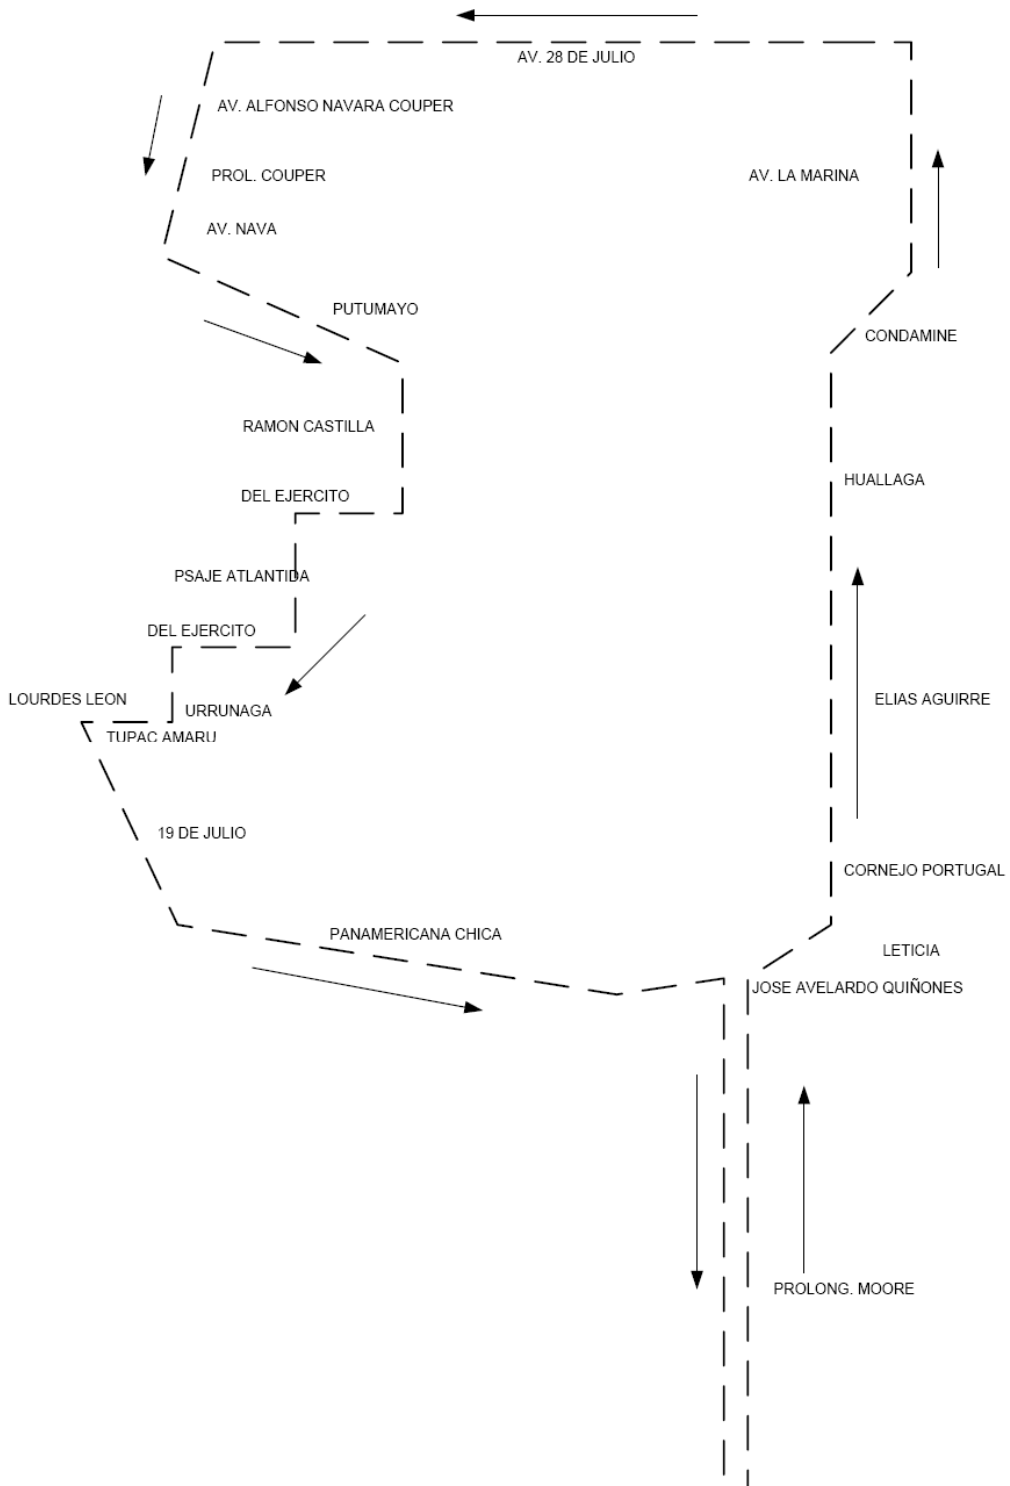 AV. 28 DE JULIO
AV. ALFONSO NAVARA COUPER
PROL. COUPER
AV. LA MARINA
AV. NAVA
PUTUMAYO
CONDAMINE
RAMON CASTILLA
HUALLAGA
DEL EJERCITO
PSAJE ATLANTIDA
DEL EJERCITO
LOURDES LEON
ELIAS AGUIRRE
URRUNAGA
TUPAC AMARU
19 DE JULIO
CORNEJO PORTUGAL
PANAMERICANA CHICA
LETICIA
JOSE AVELARDO QUIÑONES
PROLONG. MOORE